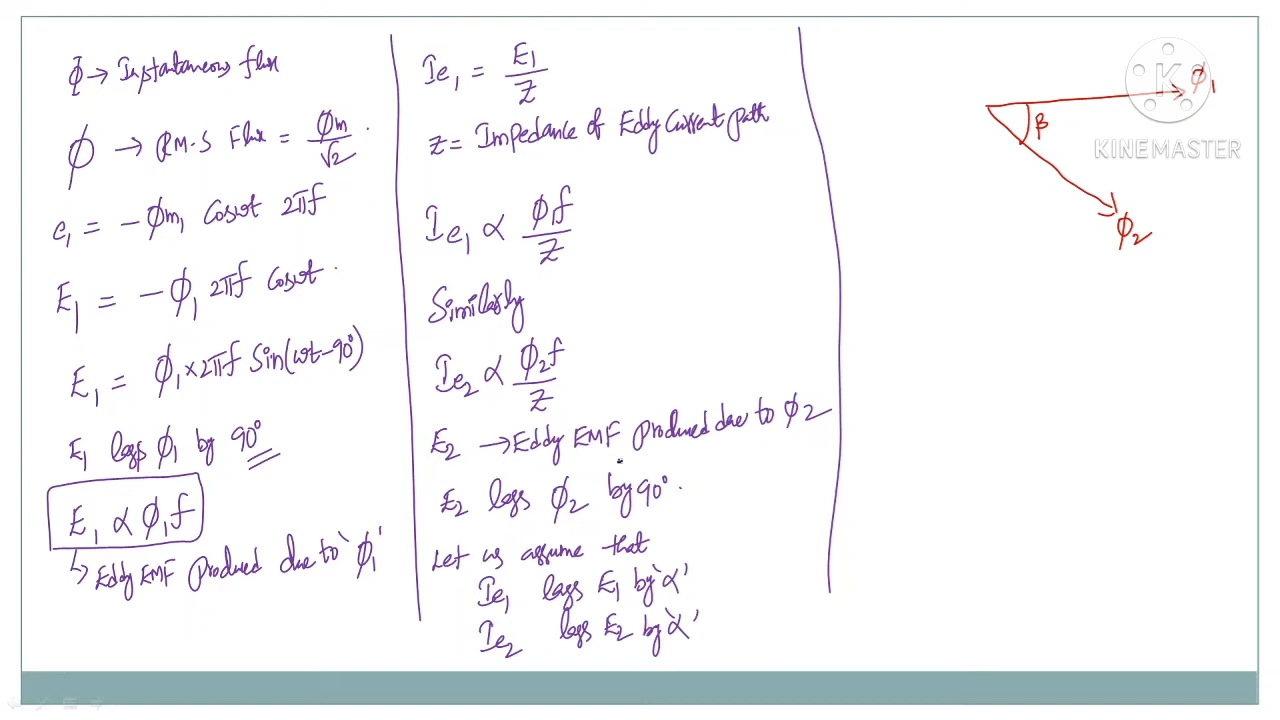 Φ → Instantaneous flux
ϕ → R.M.S Flux = ϕm/√2 .
e₁ = -ϕm₁ Cosωt 2πf
E₁ = -ϕ₁ 2πf Cosωt .
E₁ = ϕ₁×2πf Sin(ωt-90°)
E₁ lags ϕ₁ by 90°
E₁ α ϕ₁f
↳ Eddy EMF Produced due to 'ϕ₁'
Ie₁ = E₁/Z
Z = Impedance of Eddy Current Path
Ie₁ α ϕ₁f/Z
Similarly
Ie₂ α ϕ₂f/Z
E₂ → Eddy EMF Produced due to ϕ₂
E₂ lags ϕ₂ by 90° .
Let us assume that
Ie₁ lags E₁ by 'α'
Ie₂ lags E₂ by 'α'
ϕ₁
β
ϕ₂
K
KINEMASTER